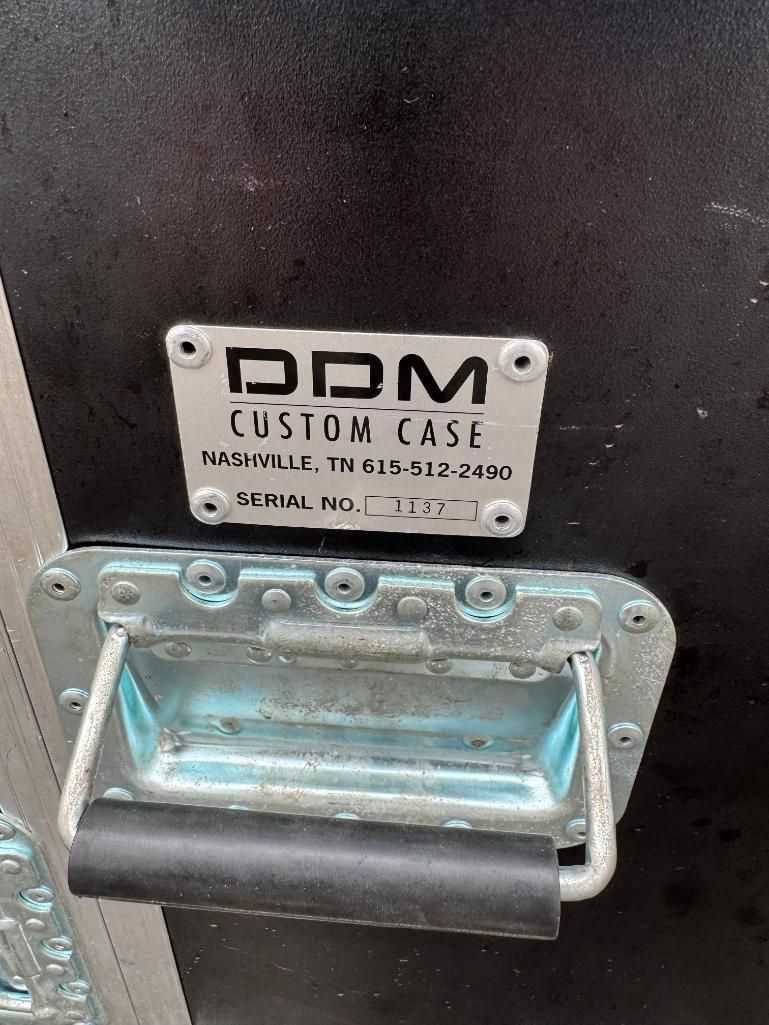 DDM
CUSTOM CASE
NASHVILLE, TN 615-512-2490
SERIAL NO. 1137